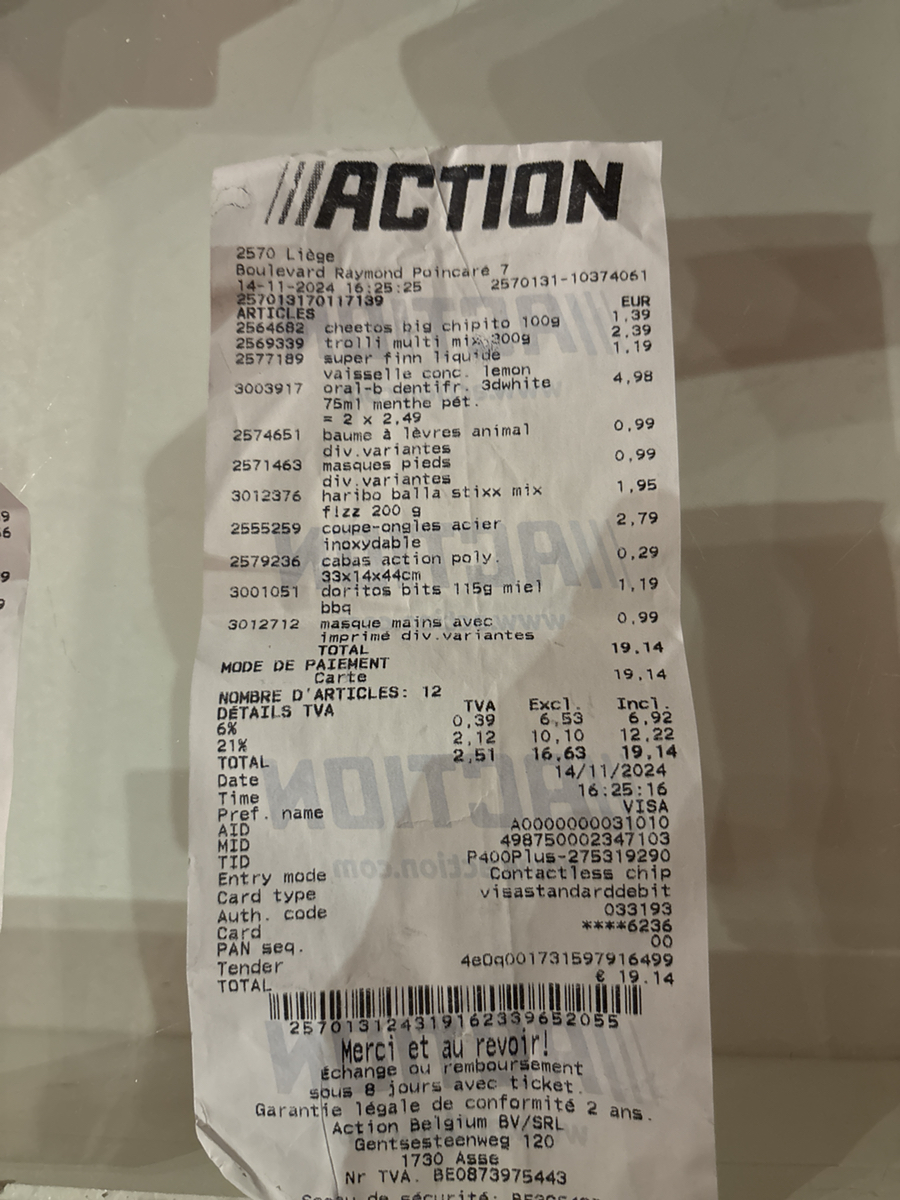 ACTION
2570 Liège
Boulevard Raymond Poincaré 7
14-11-2024 16:25:25 2570131-10374061
257013170117139 EUR
ARTICLES
2564682 cheetos big chipito 100g 1,39
2569339 trolli multi mix 300g 2,39
2577189 super finn liquide 1,19
vaisselle conc. lemon
3003917 oral-b dentifr. 3dwhite 4,98
75ml menthe pét.
= 2 x 2,49
2574651 baume à lèvres animal 0,99
div.variantes
2571463 masques pieds 0,99
div.variantes
3012376 haribo balla stixx mix 1,95
fizz 200 g
2555259 coupe-ongles acier 2,79
inoxydable
2579236 cabas action poly. 0,29
33x14x44cm
3001051 doritos bits 115g miel 1,19
bbq
3012712 masque mains avec 0,99
imprimé div.variantes
TOTAL 19.14
MODE DE PAIEMENT
Carte 19,14
NOMBRE D'ARTICLES: 12
DÉTAILS TVA TVA Excl. Incl.
6% 0,39 6,53 6,92
21% 2,12 10,10 12,22
TOTAL 2,51 16,63 19,14
Date 14/11/2024
Time 16:25:16
Pref. name VISA
AID A0000000031010
MID 498750002347103
TID P400Plus-275319290
Entry mode Contactless chip
Card type visastandarddebit
Auth. code 033193
Card ****6236
PAN seq. 00
Tender 4e0q001731597916499
TOTAL € 19.14
257013124319162339652055
Merci et au revoir!
échange ou remboursement
sous 8 jours avec ticket.
Garantie légale de conformité 2 ans.
Action Belgium BV/SRL
Gentsesteenweg 120
1730 Asse
Nr TVA. BE0873975443